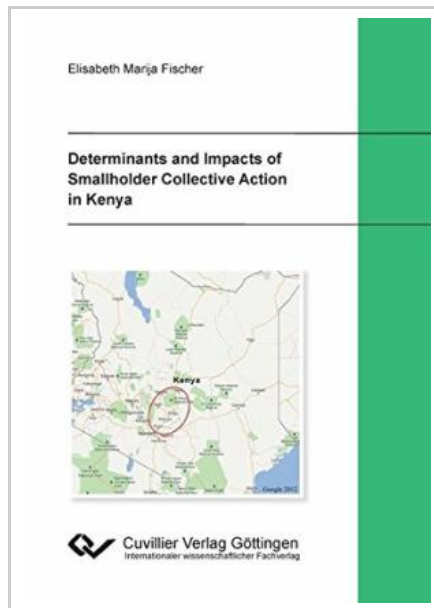 Elisabeth Marija Fischer
Determinants and Impacts of
Smallholder Collective Action
in Kenya
Kenya
Google 2012
Cuvillier Verlag Göttingen
Internationaler wissenschaftlicher Fachverlag